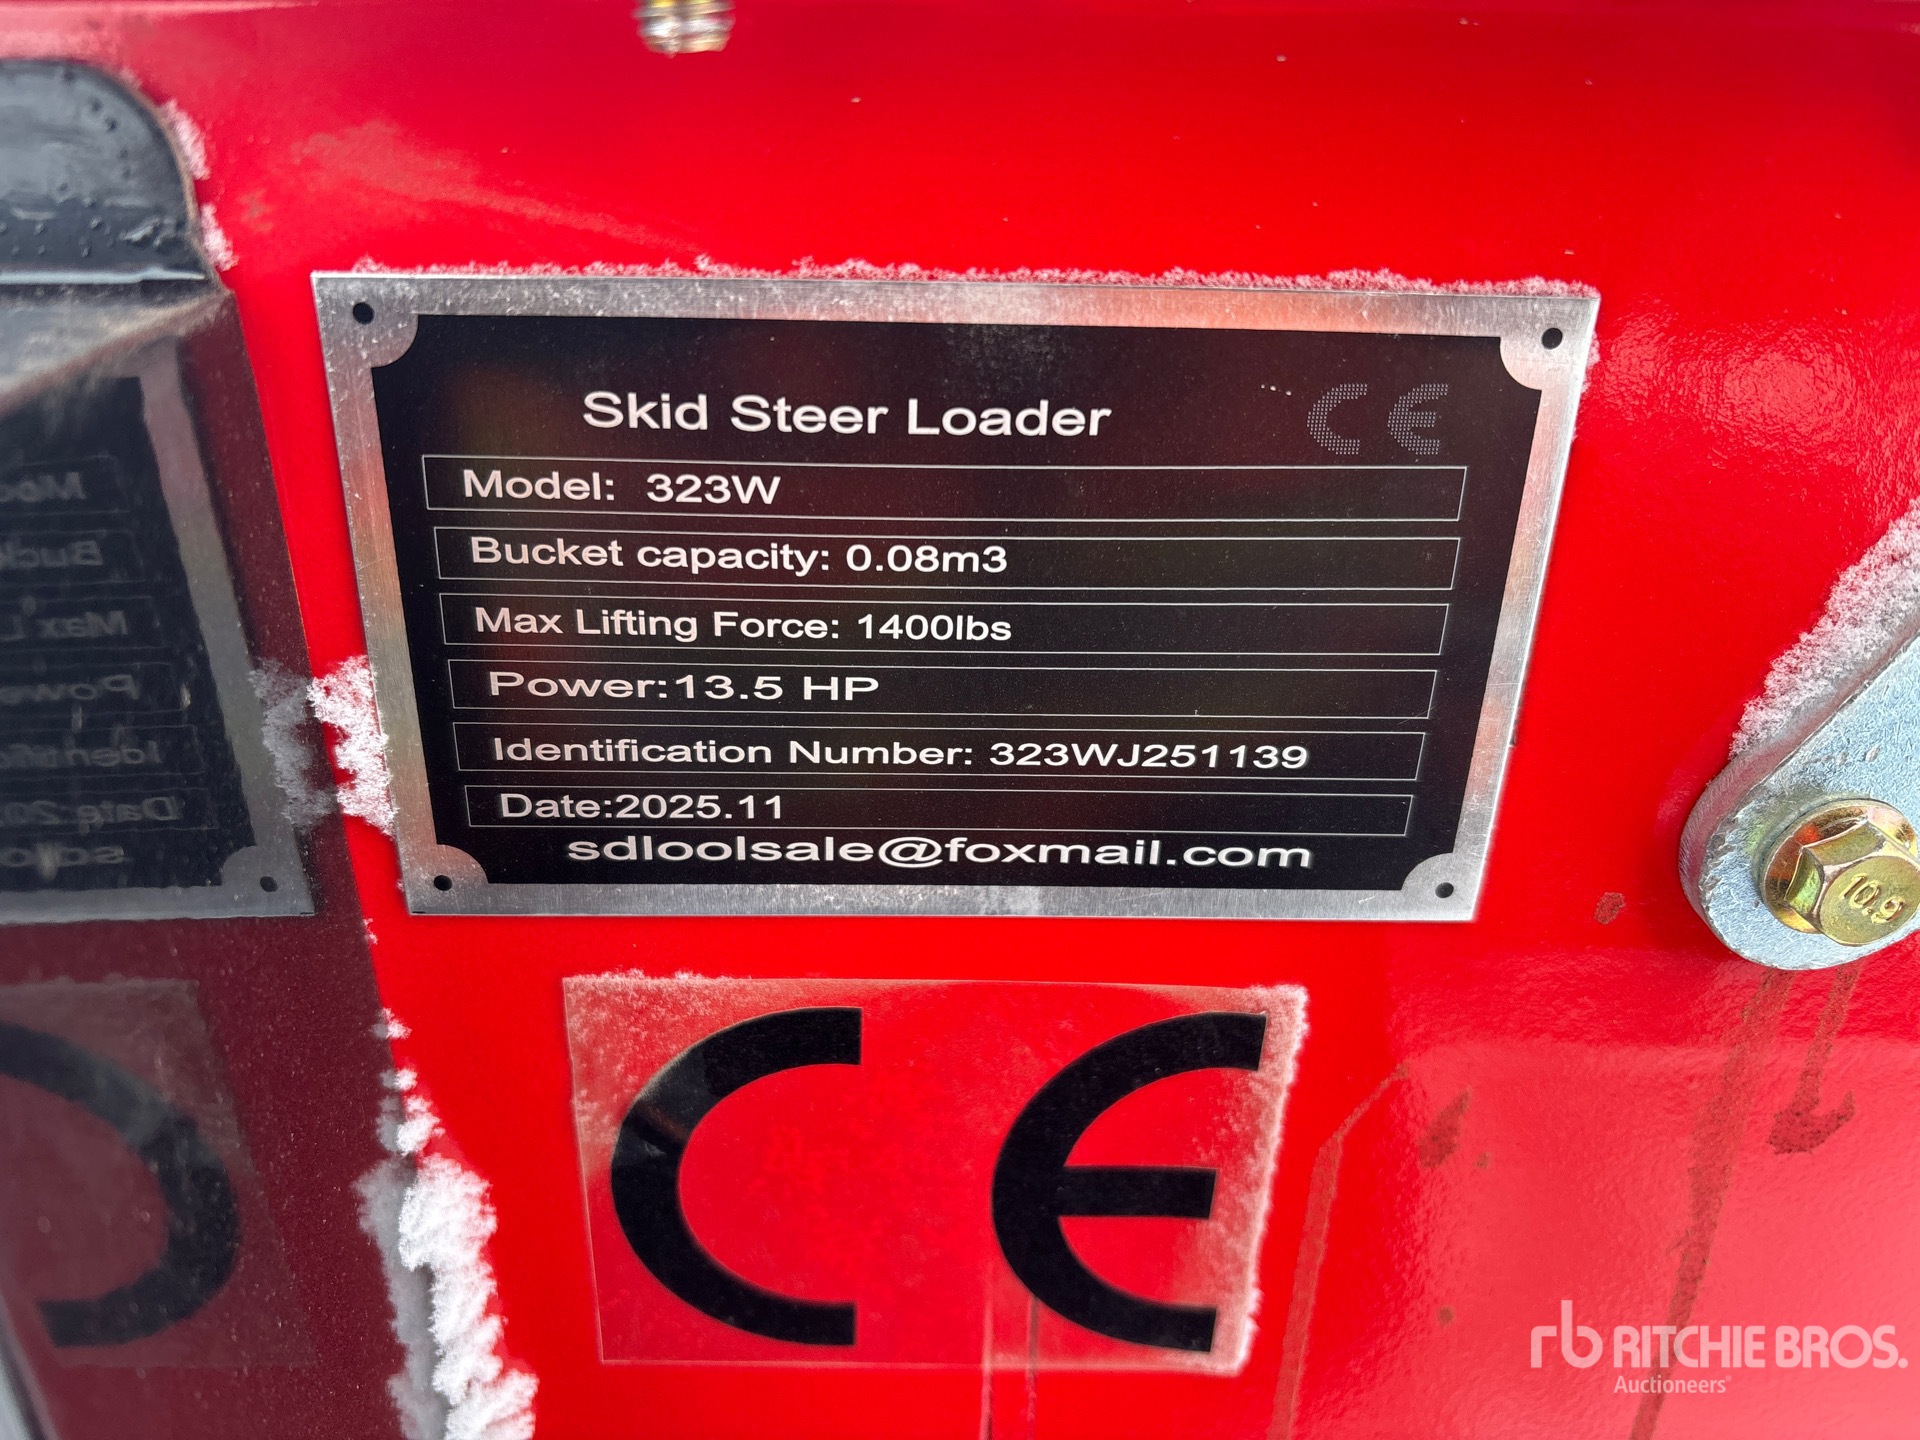 Skid Steer Loader CE
Model: 323W
Bucket capacity: 0.08m3
Max Lifting Force: 1400lbs
Power:13.5 HP
Identification Number: 323WJ251139
Date:2025.11
sdloolsale@foxmail.com
10.9
CE
rb RITCHIE BROS.
Auctioneers